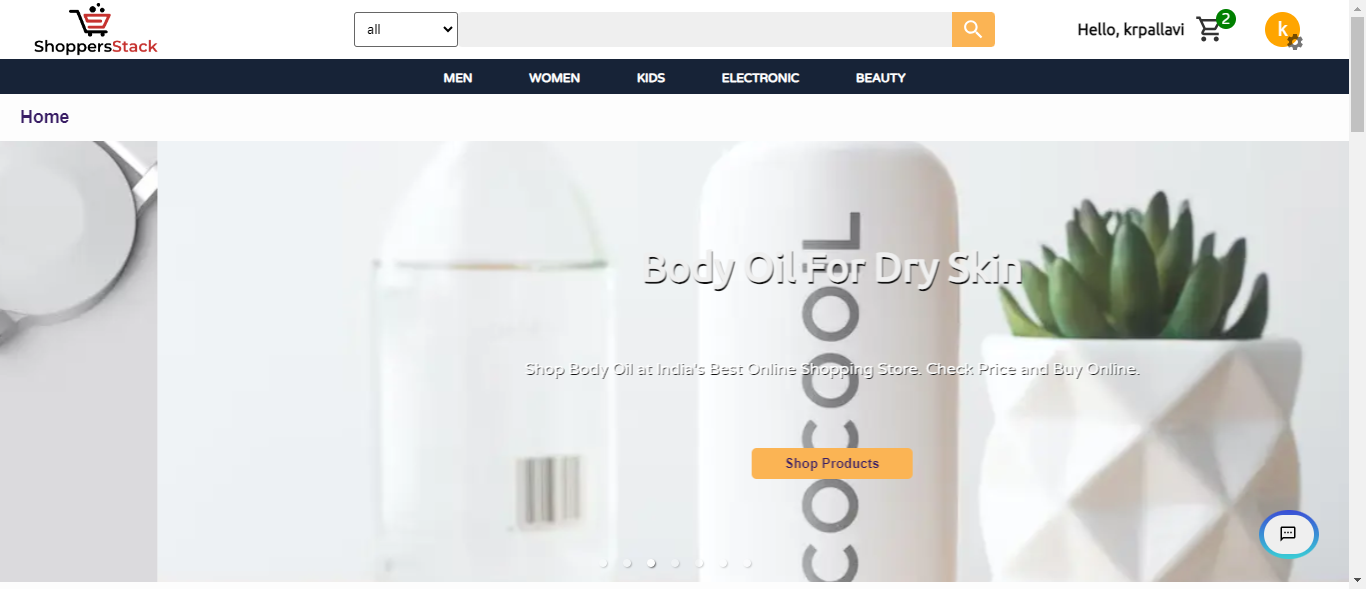 ShoppersStack
all
Hello, krpallavi
2
k
MEN WOMEN KIDS ELECTRONIC BEAUTY
Home
Body Oil For Dry Skin
Shop Body Oil at India's Best Online Shopping Store. Check Price and Buy Online.
Shop Products
COCOOIL